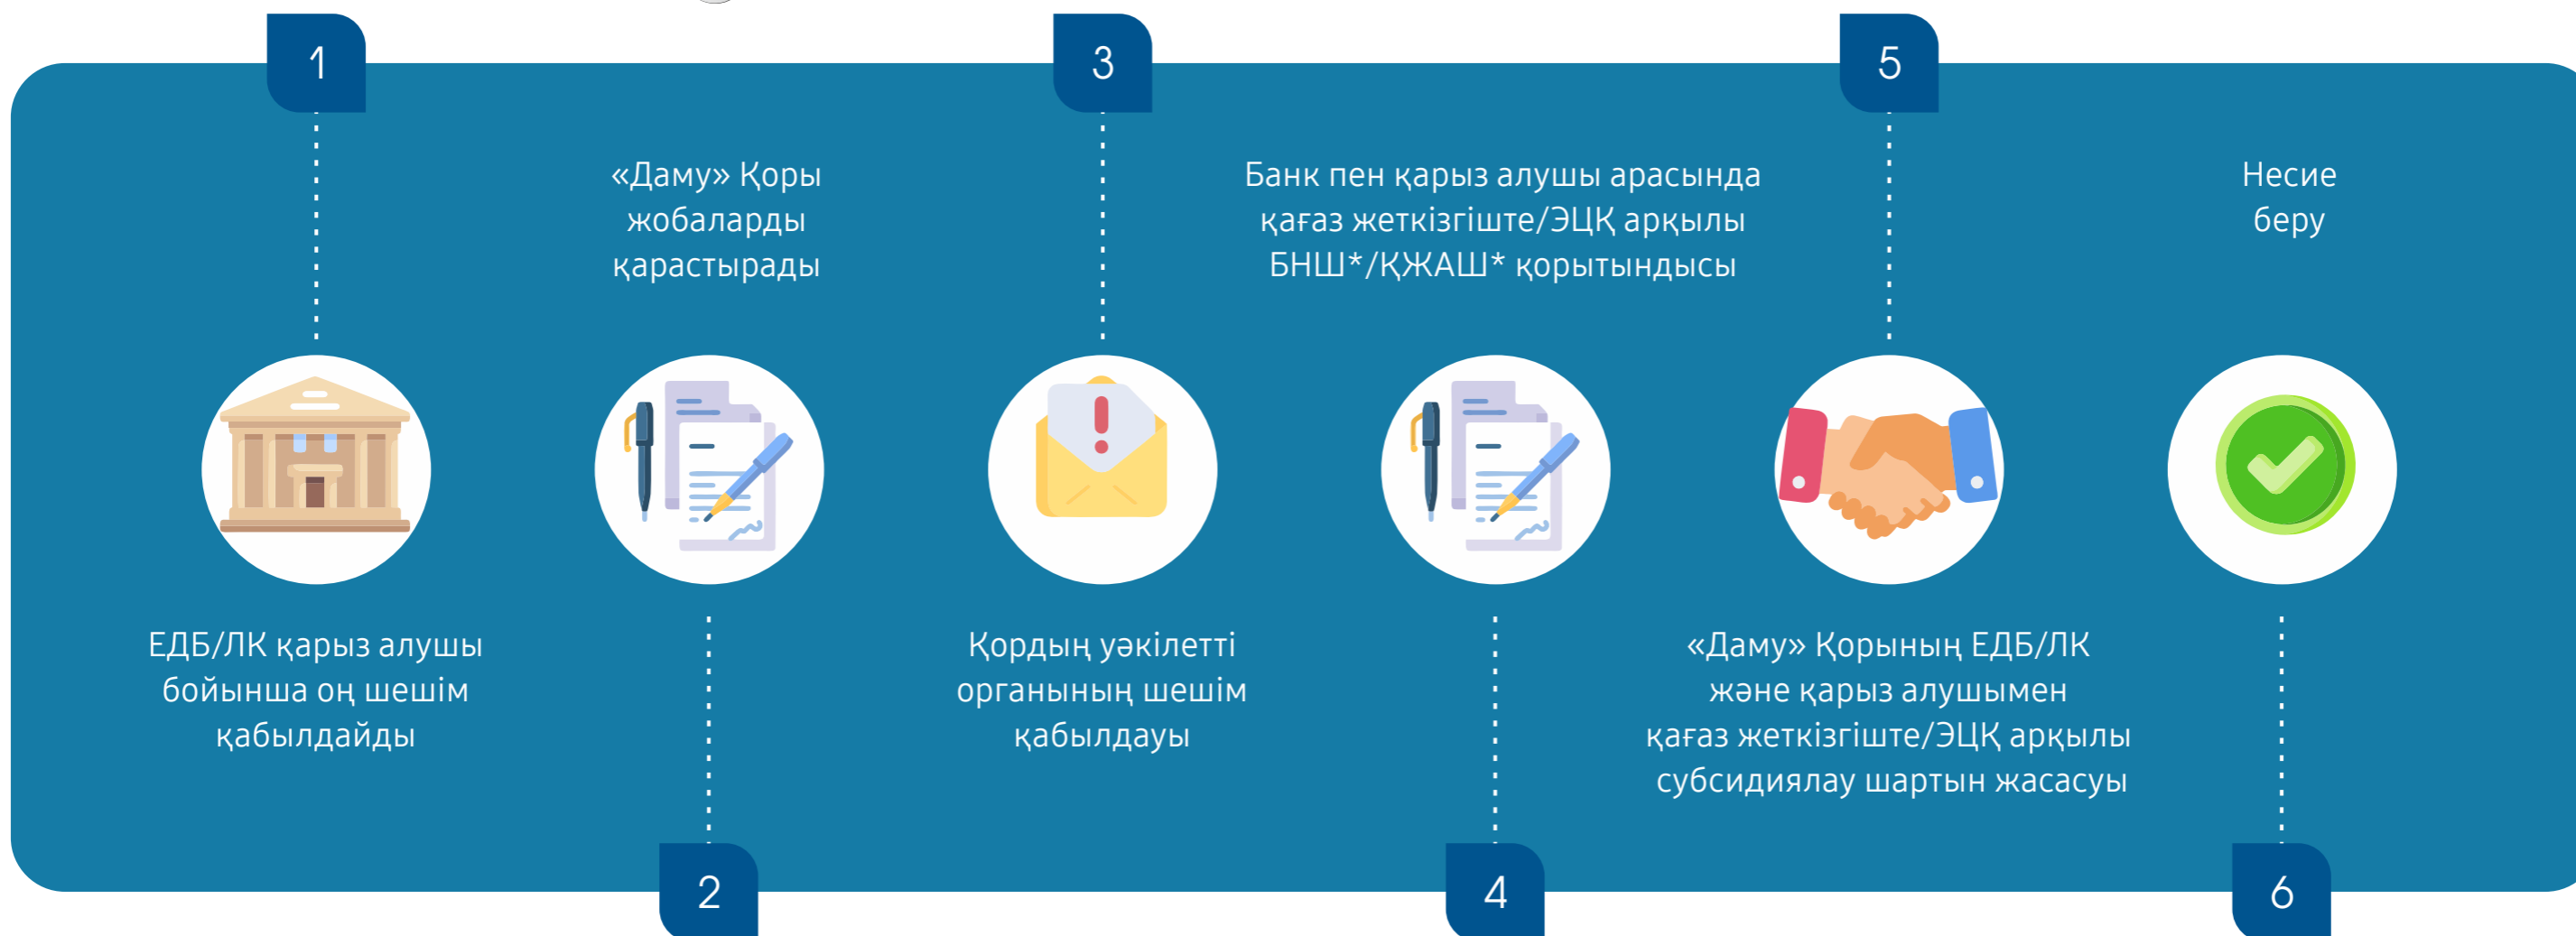 1
ЕДБ/ЛК қарыз алушы
бойынша оң шешім
қабылдайды
«Даму» Қоры
жобаларды
қарастырады
2
3
Қордың уәкілетті
органының шешім
қабылдауы
Банк пен қарыз алушы арасында
қағаз жеткізгіште/ЭЦҚ арқылы
БНШ*/ҚЖАШ* қорытындысы
4
5
«Даму» Қорының ЕДБ/ЛК
және қарыз алушымен
қағаз жеткізгіште/ЭЦҚ арқылы
субсидиялау шартын жасасуы
Несие
беру
6